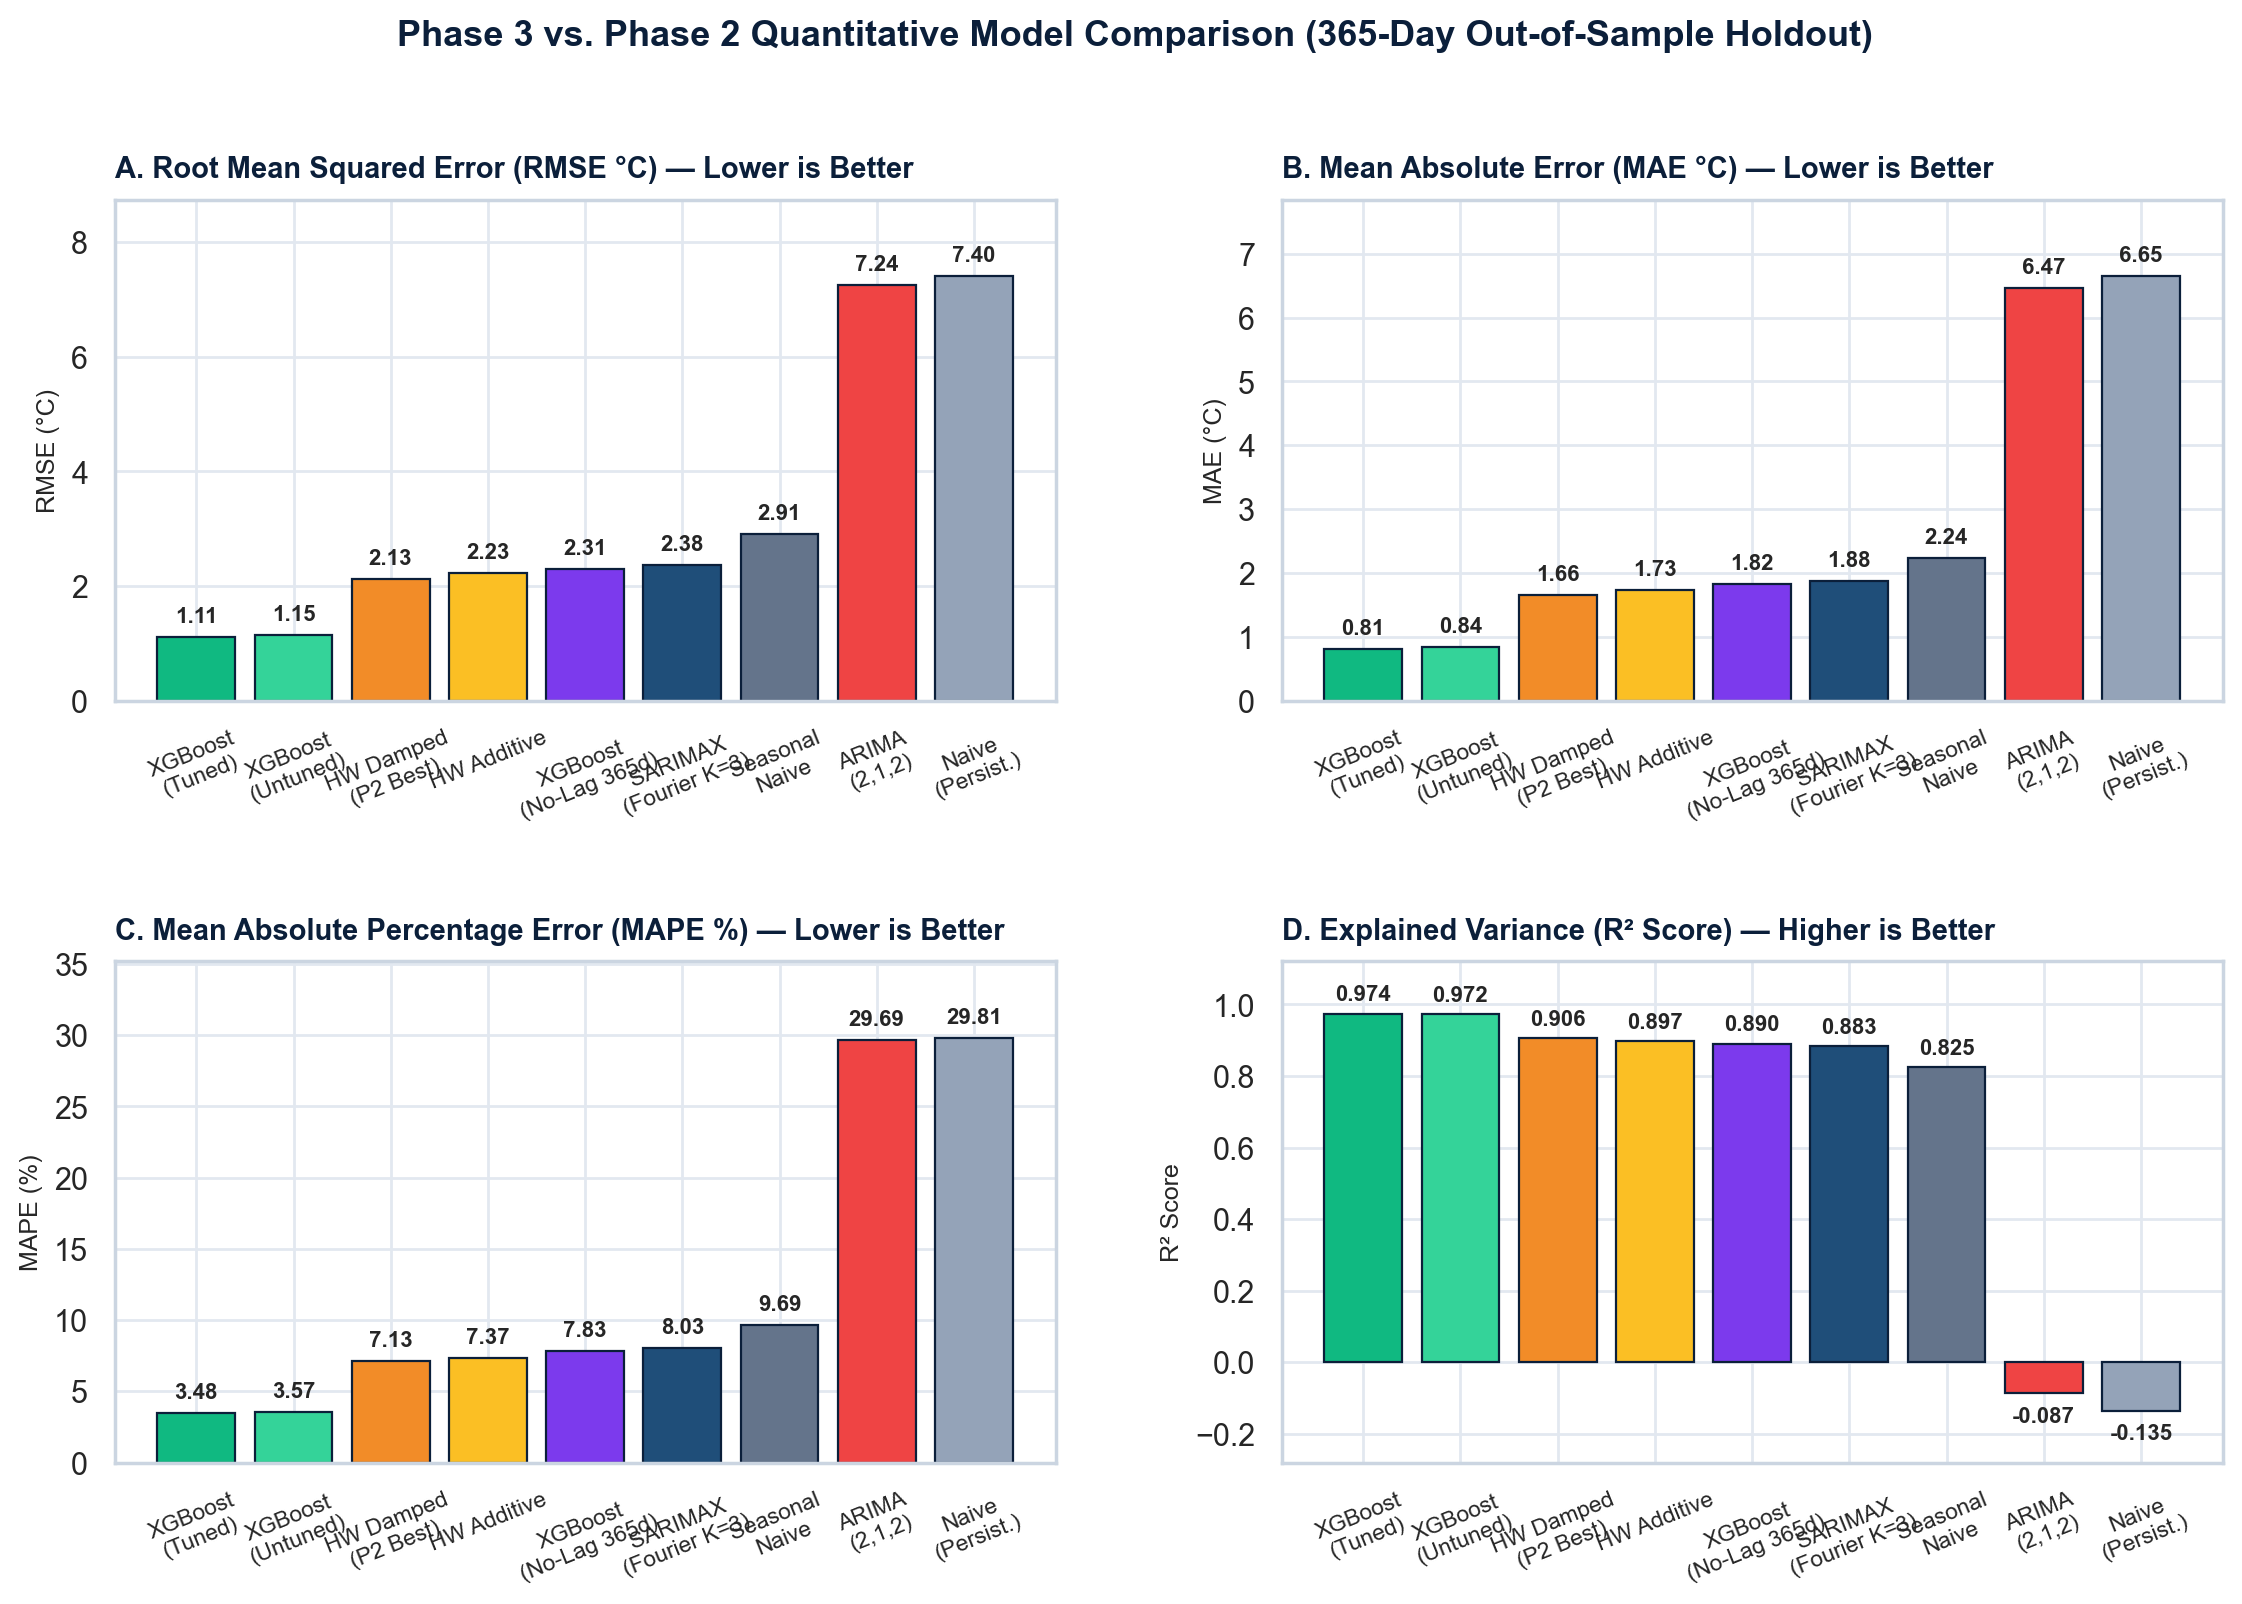 Phase 3 vs. Phase 2 Quantitative Model Comparison (365-Day Out-of-Sample Holdout)
A. Root Mean Squared Error (RMSE °C) — Lower is Better
RMSE (°C)
8
6
4
2
0
1.11
1.15
2.13
2.23
2.31
2.38
2.91
7.24
7.40
XGBoost
(Tuned)
XGBoost
(Untuned)
HW Damped
(P2 Best)
HW Additive
XGBoost
(No-Lag 365d)
SARIMAX
(Fourier K=3)
Seasonal
Naive
ARIMA
(2,1,2)
Naive
(Persist.)
B. Mean Absolute Error (MAE °C) — Lower is Better
MAE (°C)
7
6
5
4
3
2
1
0
0.81
0.84
1.66
1.73
1.82
1.88
2.24
6.47
6.65
XGBoost
(Tuned)
XGBoost
(Untuned)
HW Damped
(P2 Best)
HW Additive
XGBoost
(No-Lag 365d)
SARIMAX
(Fourier K=3)
Seasonal
Naive
ARIMA
(2,1,2)
Naive
(Persist.)
C. Mean Absolute Percentage Error (MAPE %) — Lower is Better
MAPE (%)
35
30
25
20
15
10
5
0
3.48
3.57
7.13
7.37
7.83
8.03
9.69
29.69
29.81
XGBoost
(Tuned)
XGBoost
(Untuned)
HW Damped
(P2 Best)
HW Additive
XGBoost
(No-Lag 365d)
SARIMAX
(Fourier K=3)
Seasonal
Naive
ARIMA
(2,1,2)
Naive
(Persist.)
D. Explained Variance (R² Score) — Higher is Better
R² Score
1.0
0.8
0.6
0.4
0.2
0.0
−0.2
0.974
0.972
0.906
0.897
0.890
0.883
0.825
-0.087
-0.135
XGBoost
(Tuned)
XGBoost
(Untuned)
HW Damped
(P2 Best)
HW Additive
XGBoost
(No-Lag 365d)
SARIMAX
(Fourier K=3)
Seasonal
Naive
ARIMA
(2,1,2)
Naive
(Persist.)